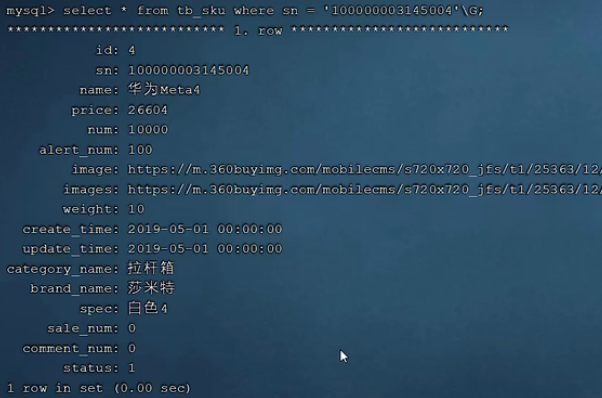 mysql> select * from tb_sku where sn = '100000003145004'\G;
*************************** 1. row ***************************
id: 4
sn: 100000003145004
name: 华为Meta4
price: 26604
num: 10000
alert_num: 100
image: https://m.360buyimg.com/mobilecms/s720x720_jfs/t1/25363/12/
images: https://m.360buyimg.com/mobilecms/s720x720_jfs/t1/25363/12/
weight: 10
create_time: 2019-05-01 00:00:00
update_time: 2019-05-01 00:00:00
category_name: 拉杆箱
brand_name: 莎米特
spec: 白色4
sale_num: 0
comment_num: 0
status: 1
1 row in set (0.00 sec)